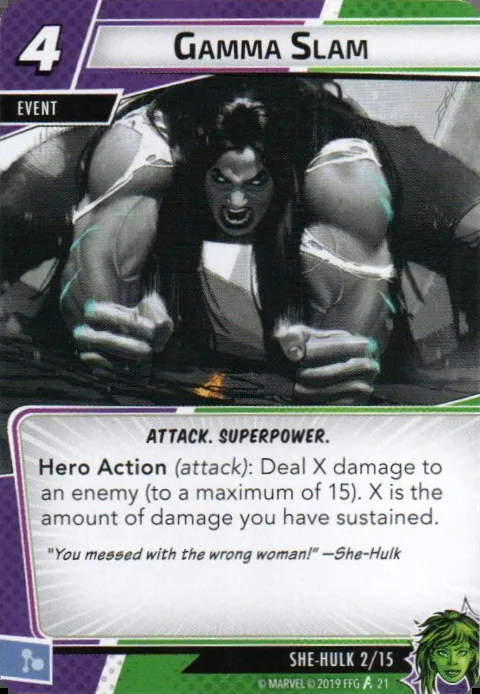 4
GAMMA SLAM
EVENT
ATTACK. SUPERPOWER.
Hero Action (attack): Deal X damage to
an enemy (to a maximum of 15). X is the
amount of damage you have sustained.
"You messed with the wrong woman!" —She-Hulk
SHE-HULK 2/15
© MARVEL © 2019 FFG 21